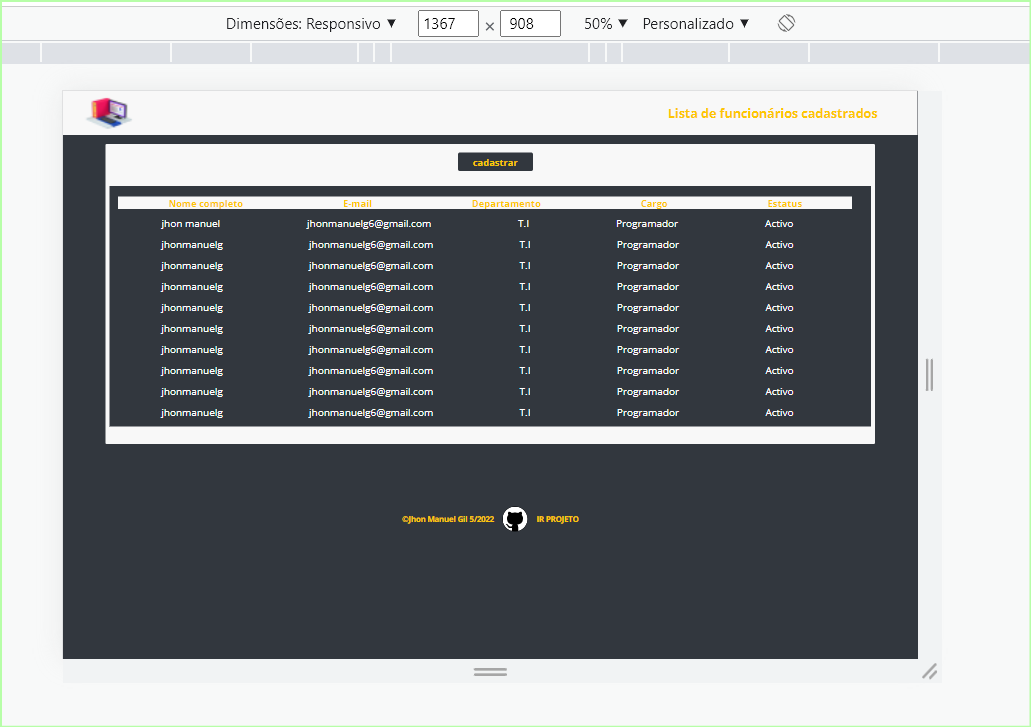 Dimensões: Responsivo ▼ 1367 × 908 50% ▼ Personalizado ▼
Lista de funcionários cadastrados
cadastrar
Nome completo E-mail Departamento Cargo Estatus
jhon manuel jhonmanuelg6@gmail.com T.I Programador Activo
jhonmanuelg jhonmanuelg6@gmail.com T.I Programador Activo
jhonmanuelg jhonmanuelg6@gmail.com T.I Programador Activo
jhonmanuelg jhonmanuelg6@gmail.com T.I Programador Activo
jhonmanuelg jhonmanuelg6@gmail.com T.I Programador Activo
jhonmanuelg jhonmanuelg6@gmail.com T.I Programador Activo
jhonmanuelg jhonmanuelg6@gmail.com T.I Programador Activo
jhonmanuelg jhonmanuelg6@gmail.com T.I Programador Activo
jhonmanuelg jhonmanuelg6@gmail.com T.I Programador Activo
jhonmanuelg jhonmanuelg6@gmail.com T.I Programador Activo
©Jhon Manuel Gil 5/2022 IR PROJETO